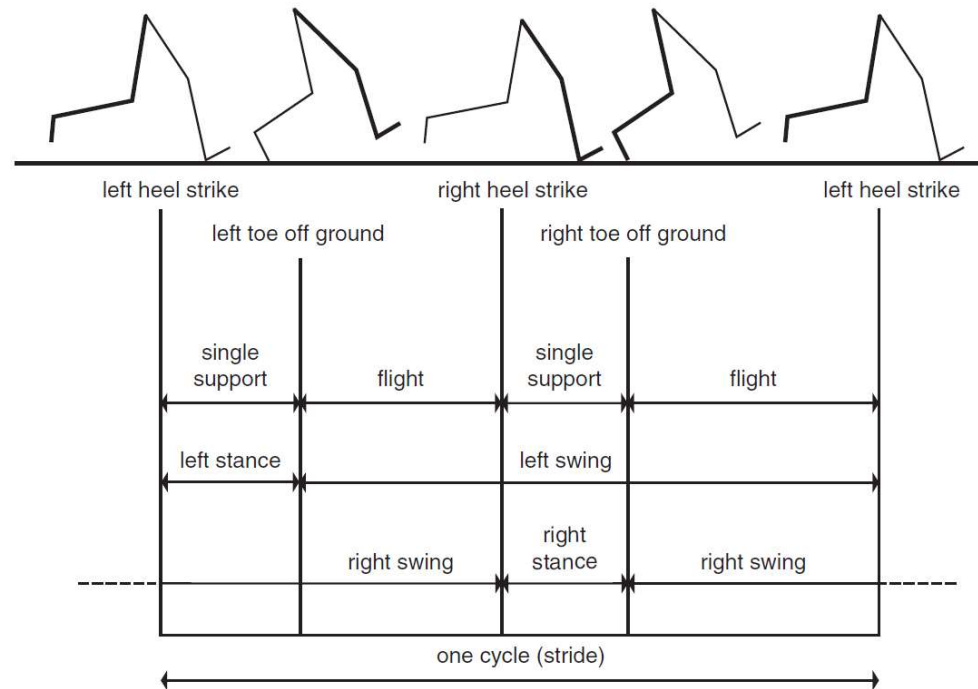 left heel strike
right heel strike
left heel strike
left toe off ground
right toe off ground
single
support
flight
single
support
flight
left stance
left swing
right swing
right
stance
right swing
one cycle (stride)